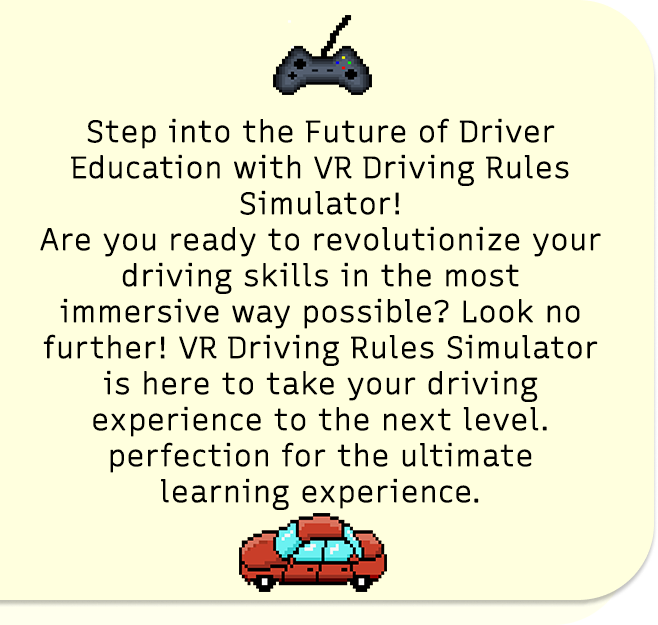 Step into the Future of Driver
Education with VR Driving Rules
Simulator!
Are you ready to revolutionize your
driving skills in the most
immersive way possible? Look no
further! VR Driving Rules Simulator
is here to take your driving
experience to the next level.
perfection for the ultimate
learning experience.